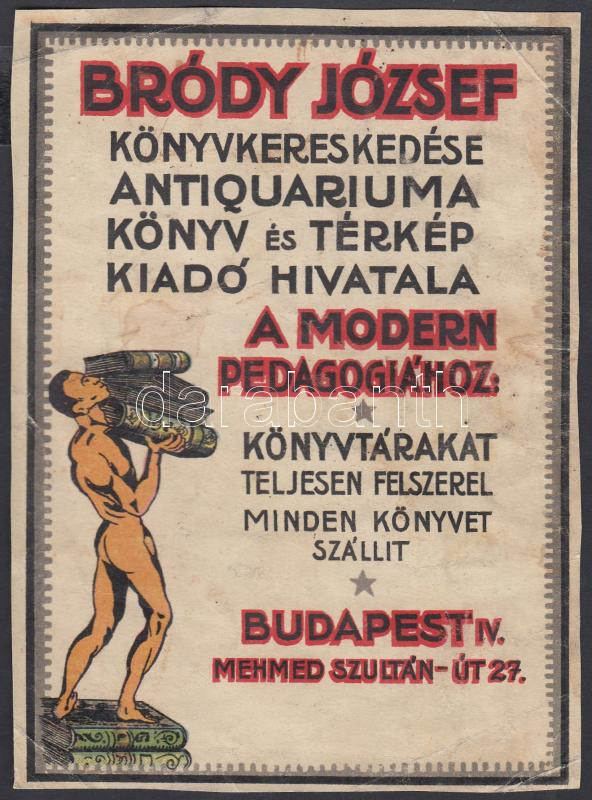 BRÓDY JÓZSEF
KÖNYVKERESKEDÉSE
ANTIQUARIUMA
KÖNYV és TÉRKÉP
KIADÓ HIVATALA
A MODERN
PEDAGOGIÁHOZ:
darabanth
KÖNYVTÁRAKAT
TELJESEN FELSZEREL
MINDEN KÖNYVET
SZÁLLIT
BUDAPEST IV.
MEHMED SZULTÁN-ÚT 27.